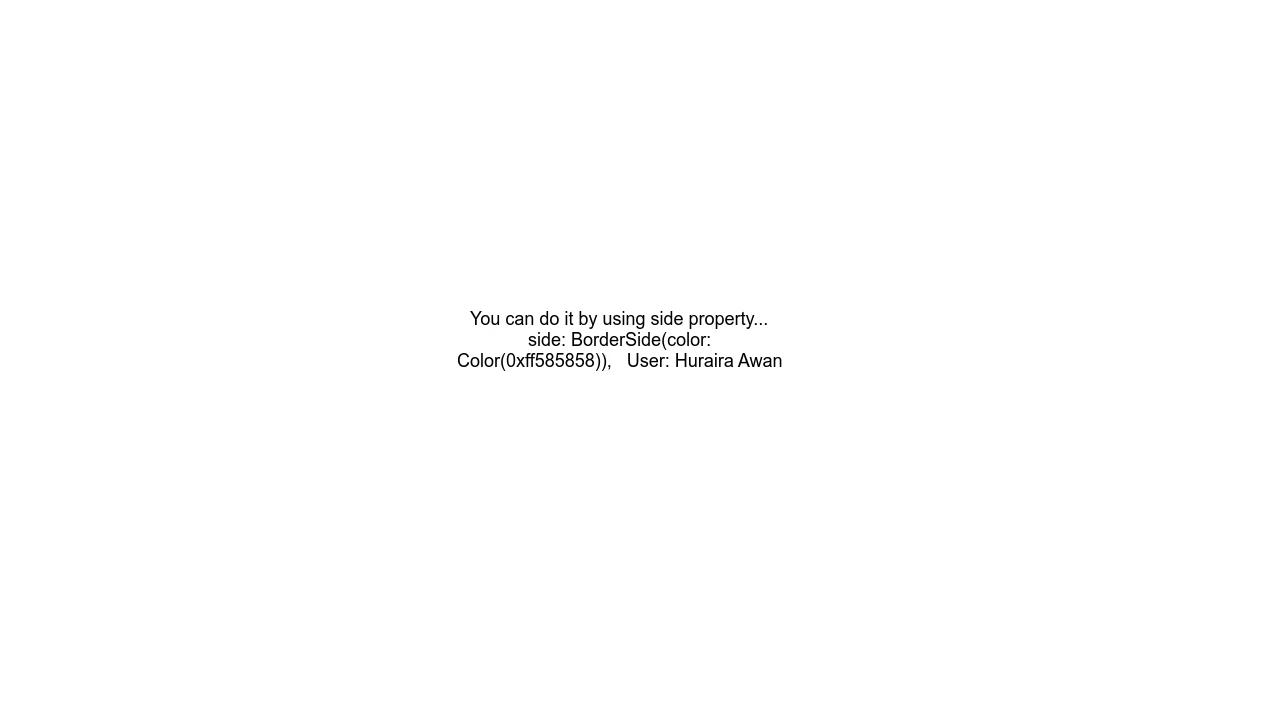 You can do it by using side property...
side: BorderSide(color:
Color(0xff585858)),   User: Huraira Awan